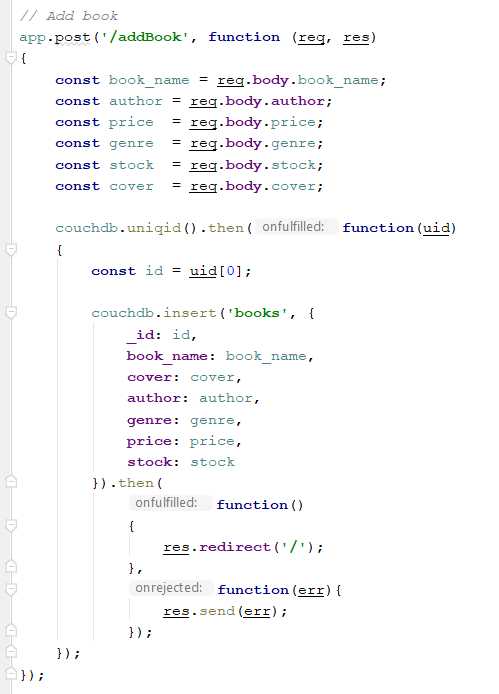 // Add book
app.post('/addBook', function (req, res)
{
    const book_name = req.body.book_name;
    const author = req.body.author;
    const price  = req.body.price;
    const genre  = req.body.genre;
    const stock  = req.body.stock;
    const cover  = req.body.cover;

    couchdb.uniqid().then( onfulfilled: function(uid)
    {
        const id = uid[0];

        couchdb.insert('books', {
            _id: id,
            book_name: book_name,
            cover: cover,
            author: author,
            genre: genre,
            price: price,
            stock: stock
        }).then(
            onfulfilled: function()
            {
                res.redirect('/');
            },
            onrejected: function(err){
                res.send(err);
            });
    });
});